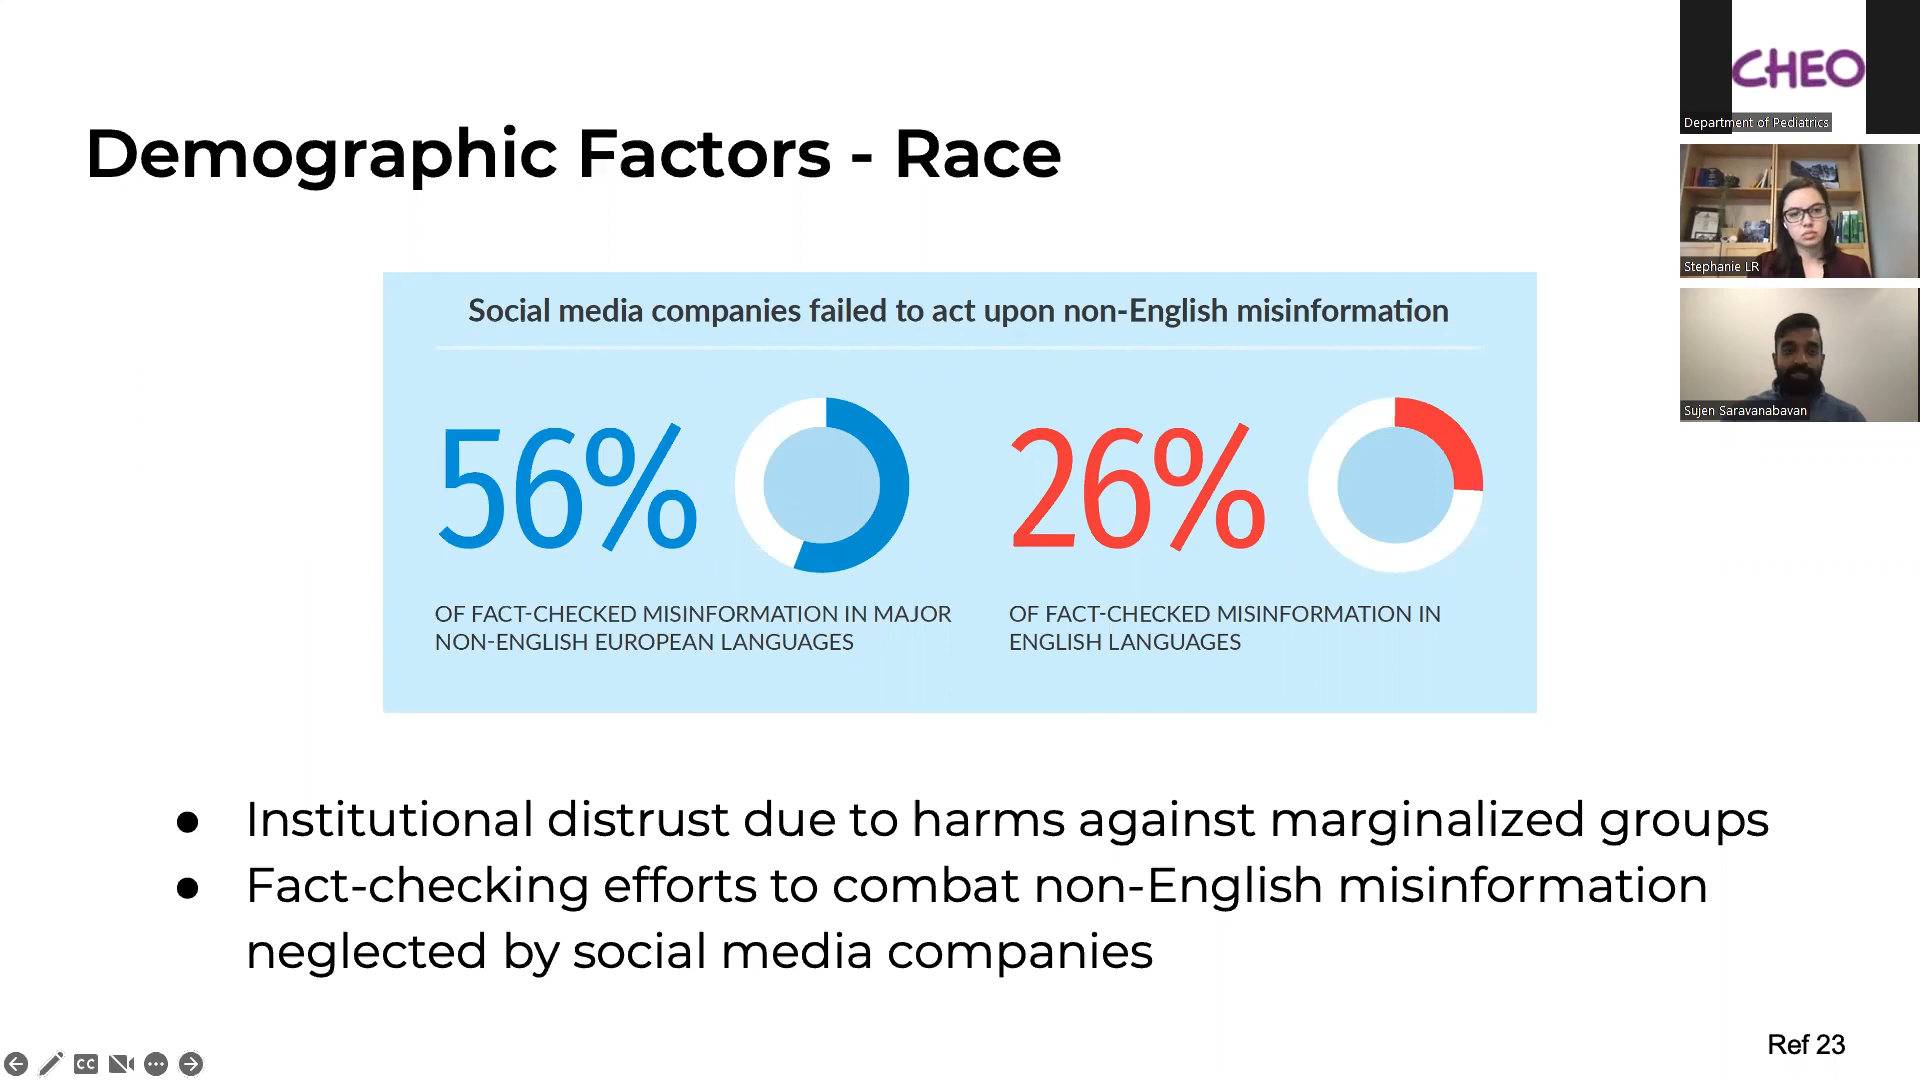 Demographic Factors - Race
Social media companies failed to act upon non-English misinformation
56%
OF FACT-CHECKED MISINFORMATION IN MAJOR
NON-ENGLISH EUROPEAN LANGUAGES
26%
OF FACT-CHECKED MISINFORMATION IN
ENGLISH LANGUAGES
● Institutional distrust due to harms against marginalized groups
● Fact-checking efforts to combat non-English misinformation
neglected by social media companies
Ref 23
CC
CHEO
Department of Pediatrics
Stephanie LR
Sujen Saravanabavan